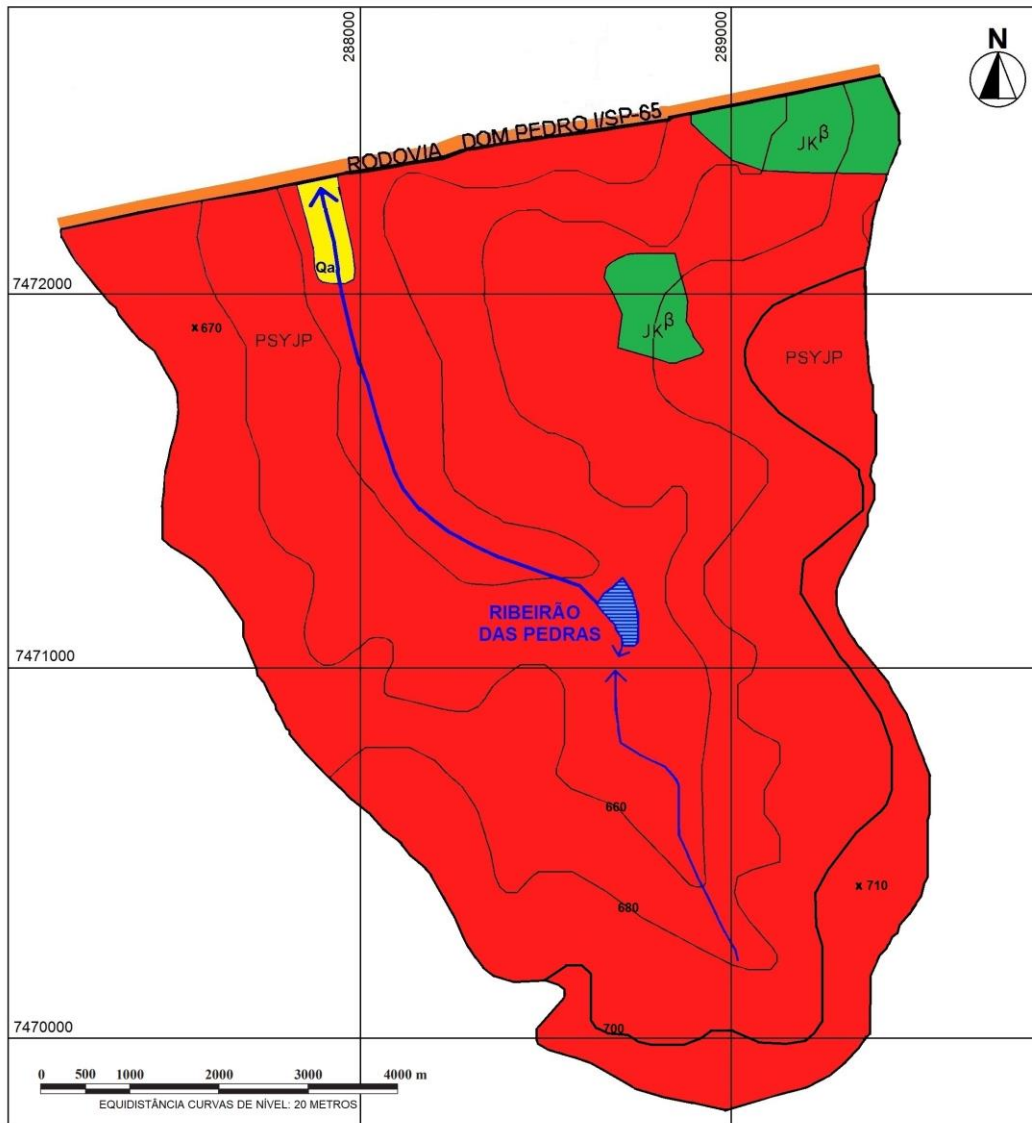 288000
289000
N
RODOVIA DOM PEDRO I/SP-65
JKβ
Qa
7472000
x 670
PSYJP
JKβ
PSYJP
RIBEIRÃO
DAS PEDRAS
7471000
660
x 710
680
7470000
700
0 500 1000 2000 3000 4000 m
EQUIDISTÂNCIA CURVAS DE NÍVEL: 20 METROS